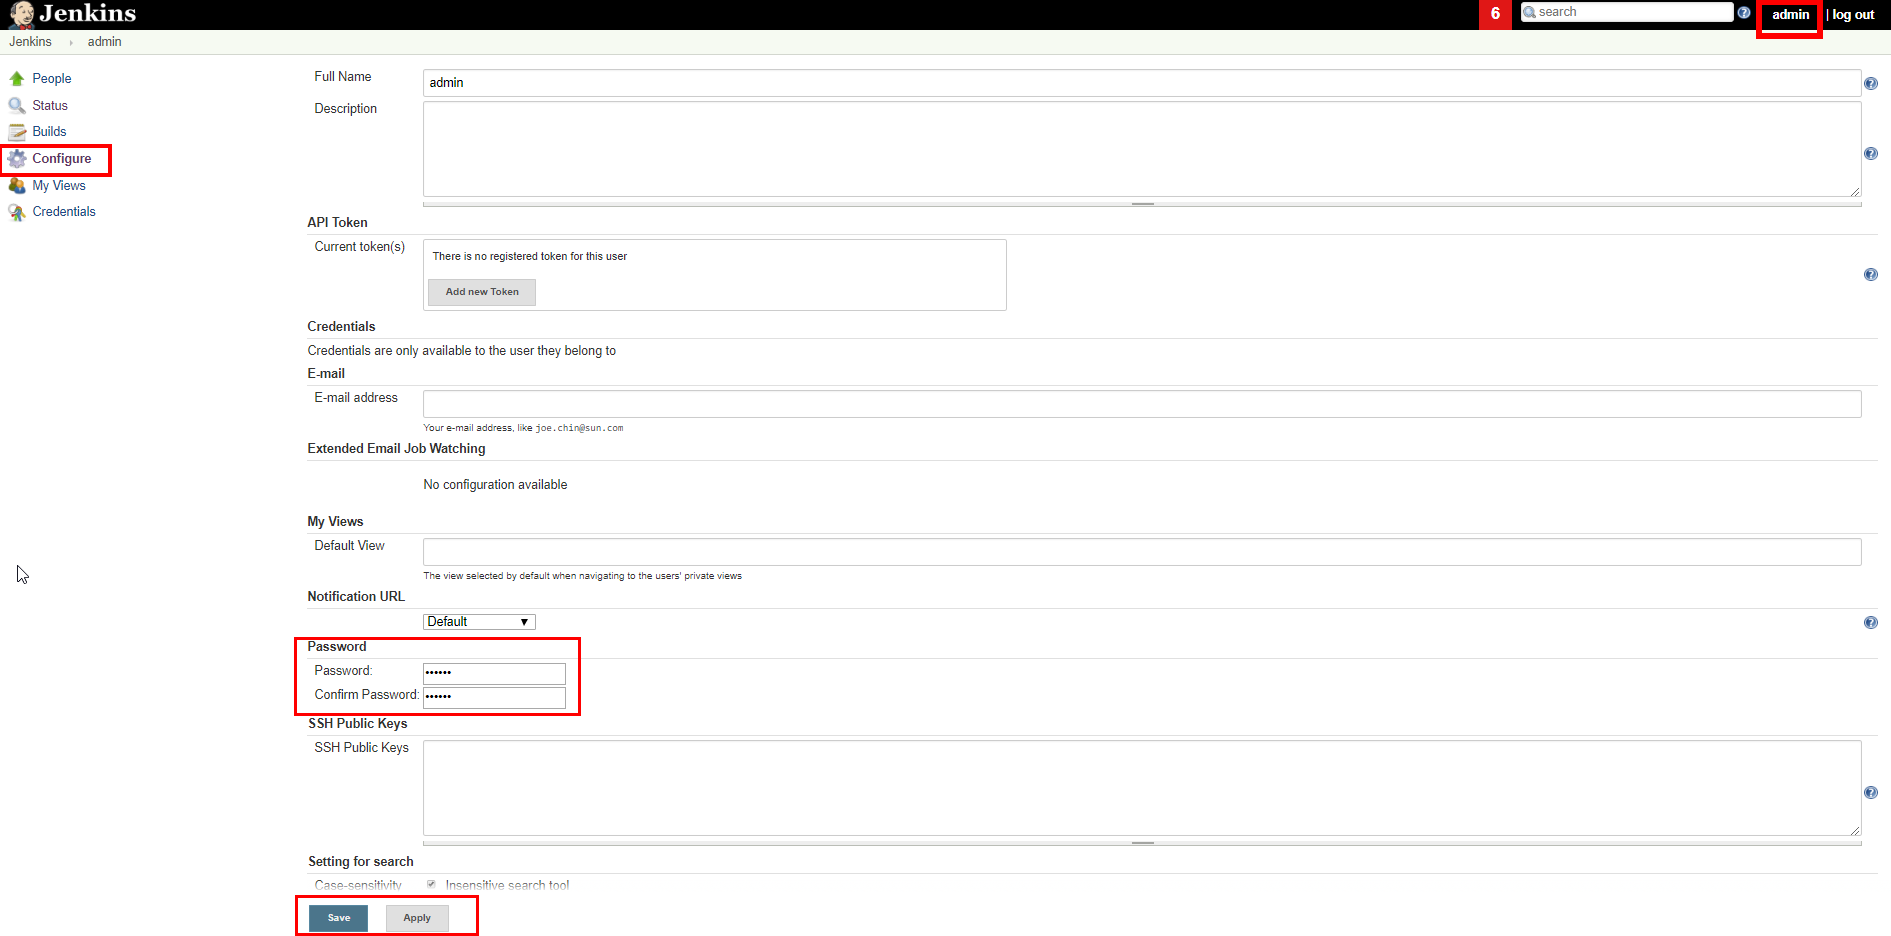 Jenkins
6
search
admin
| log out
Jenkins
admin
People
Status
Builds
Configure
My Views
Credentials
Full Name
admin
Description
API Token
Current token(s)
There is no registered token for this user
Add new Token
Credentials
Credentials are only available to the user they belong to
E-mail
E-mail address
Your e-mail address, like joe.chin@sun.com
Extended Email Job Watching
No configuration available
My Views
Default View
The view selected by default when navigating to the users' private views
Notification URL
Default
Password
Password:
••••••
Confirm Password:
••••••
SSH Public Keys
SSH Public Keys
Setting for search
Case-sensitivity
Insensitive search tool
Save
Apply